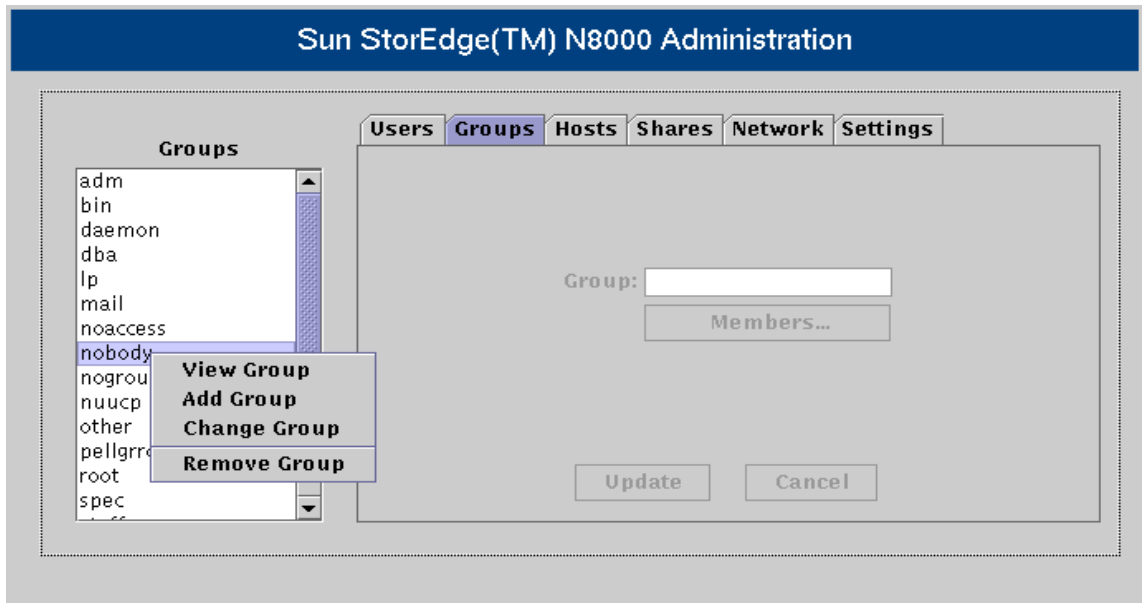 Sun StorEdge(TM) N8000 Administration
Users Groups Hosts Shares Network Settings
Groups
adm
bin
daemon
dba
lp
mail
noaccess
nobody
nuucp
other
root
spec
View Group
Add Group
Change Group
Remove Group
Group:
Members...
Update Cancel